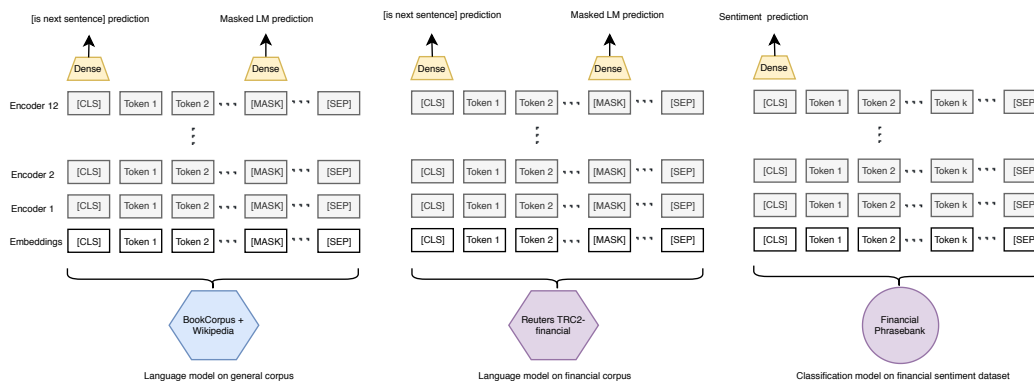 [is next sentence] prediction Masked LM prediction [is next sentence] prediction Masked LM prediction Sentiment prediction
Dense Dense Dense Dense Dense
Encoder 12 [CLS] Token 1 Token 2 ... [MASK] ... [SEP] [CLS] Token 1 Token 2 ... [MASK] ... [SEP] [CLS] Token 1 Token 2 ... Token k ... [SEP
Encoder 2 [CLS] Token 1 Token 2 ... [MASK] ... [SEP] [CLS] Token 1 Token 2 ... [MASK] ... [SEP] [CLS] Token 1 Token 2 ... Token k ... [SEP
Encoder 1 [CLS] Token 1 Token 2 ... [MASK] ... [SEP] [CLS] Token 1 Token 2 ... [MASK] ... [SEP] [CLS] Token 1 Token 2 ... Token k ... [SEP
Embeddings [CLS] Token 1 Token 2 ... [MASK] ... [SEP] [CLS] Token 1 Token 2 ... [MASK] ... [SEP] [CLS] Token 1 Token 2 ... Token k ... [SEP
BookCorpus +
Wikipedia
Reuters TRC2-
financial
Financial
Phrasebank
Language model on general corpus Language model on financial corpus Classification model on financial sentiment dataset